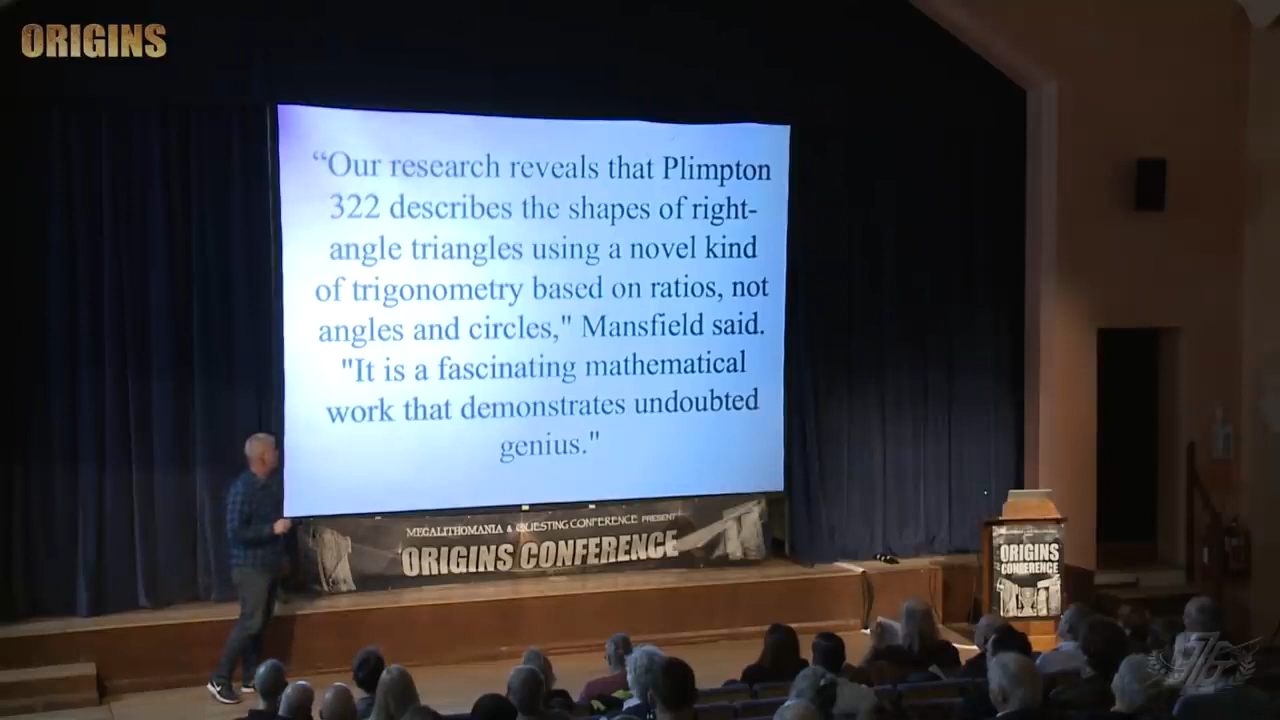 ORIGINS
“Our research reveals that Plimpton
322 describes the shapes of right-
angle triangles using a novel kind
of trigonometry based on ratios, not
angles and circles," Mansfield said.
"It is a fascinating mathematical
work that demonstrates undoubted
genius."
MEGALITHOMANIA & QUESTING CONFERENCE PRESENT
ORIGINS CONFERENCE
ORIGINS
CONFERENCE